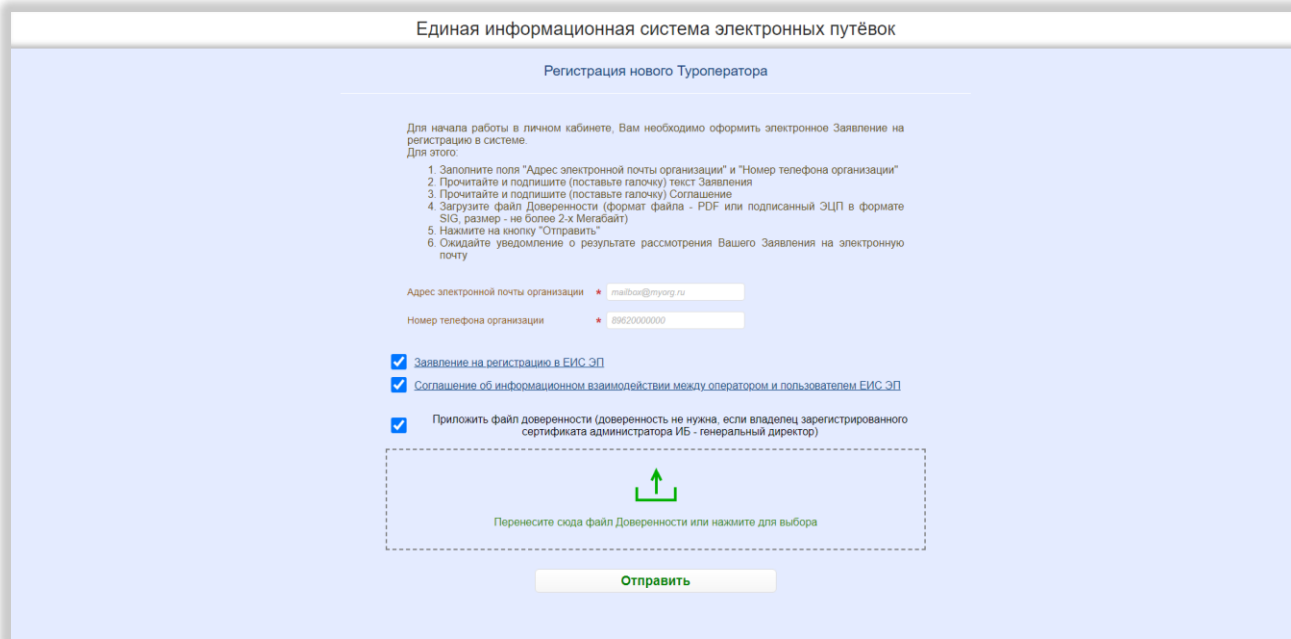 Единая информационная система электронных путёвок
Регистрация нового Туроператора
Для начала работы в личном кабинете, Вам необходимо оформить электронное Заявление на
регистрацию в системе.
Для этого:
1. Заполните поля "Адрес электронной почты организации" и "Номер телефона организации"
2. Прочитайте и подпишите (поставьте галочку) текст Заявления
3. Прочитайте и подпишите (поставьте галочку) Соглашение
4. Загрузите файл Доверенности (формат файла - PDF или подписанный ЭЦП в формате
SIG, размер - не более 2-х Мегабайт)
5. Нажмите на кнопку "Отправить"
6. Ожидайте уведомление о результате рассмотрения Вашего Заявления на электронную
почту
Адрес электронной почты организации * mailbox@myorg.ru
Номер телефона организации * 89620000000
Заявление на регистрацию в ЕИС ЭП
Соглашение об информационном взаимодействии между оператором и пользователем ЕИС ЭП
Приложить файл доверенности (доверенность не нужна, если владелец зарегистрированного
сертификата администратора ИБ - генеральный директор)
Перенесите сюда файл Доверенности или нажмите для выбора
Отправить